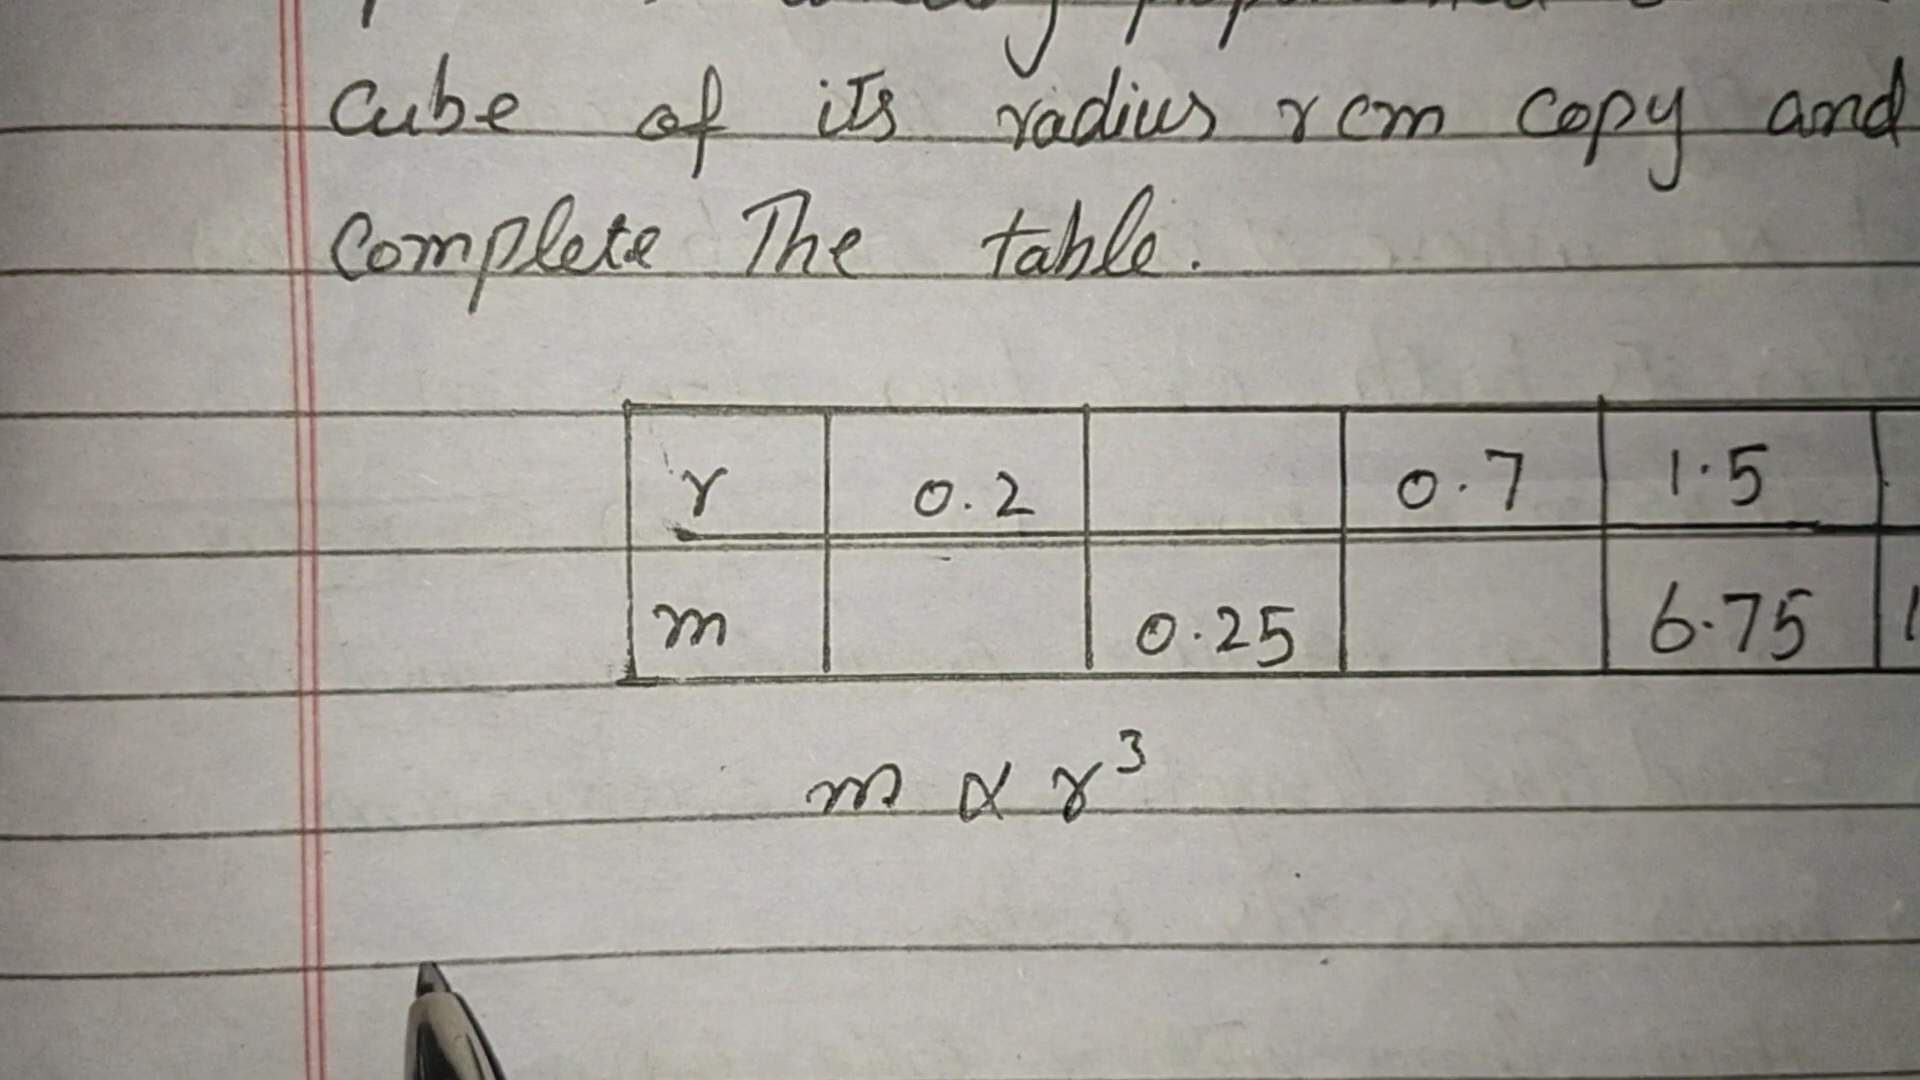 Cube of its radius r cm copy and
Complete The table.
r 0.2 0.7 1.5
m 0.25 6.75
m ∝ r³